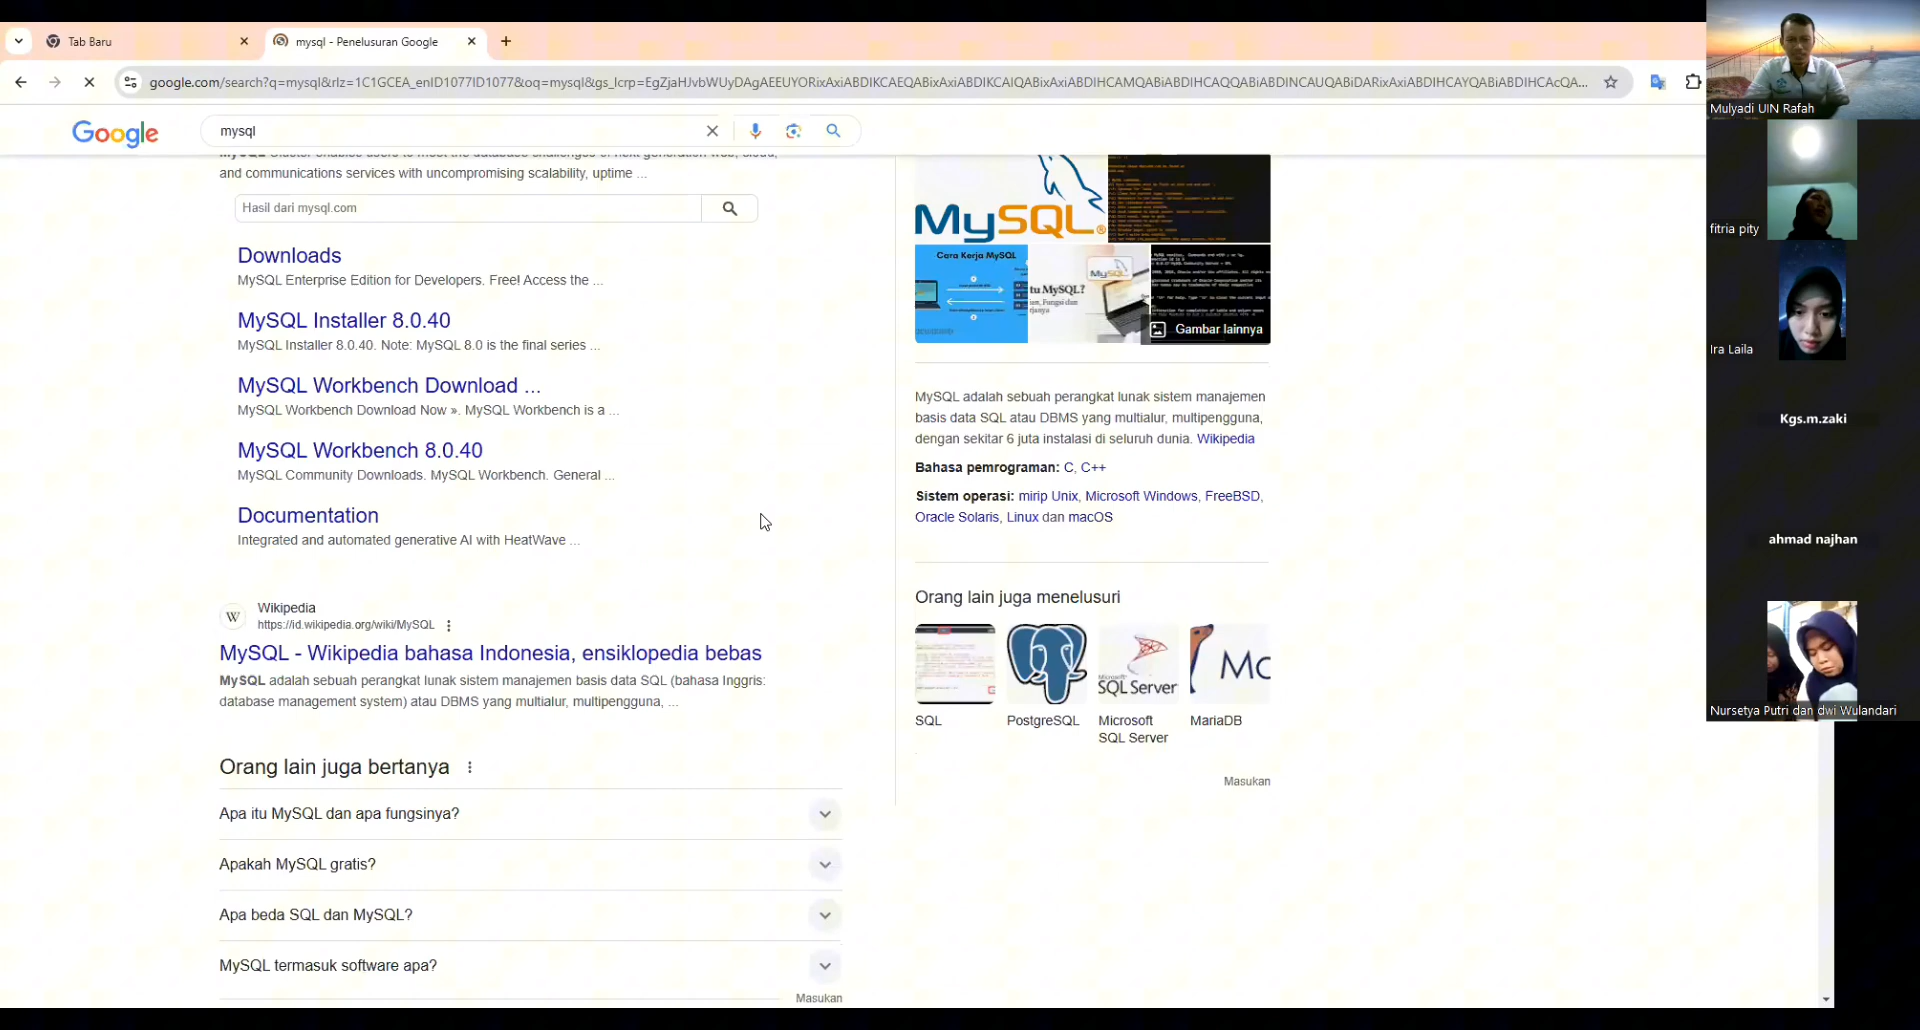 Tab Baru
mysql - Penelusuran Google
google.com/search?q=mysql&rlz=1C1GCEA_enID1077ID1077&oq=mysql&gs_lcrp=EgZjaHJvbWUyDAgAEEUYORixAxiABDIKCAEQABixAxiABDIKCAIQABixAxiABDIHCAMQABiABDIHCAQQABiABDINCAUQABiDARixAxiABDIHCAYQABiABDIHCAcQA...
Google
mysql
and communications services with uncompromising scalability, uptime ...
Hasil dari mysql.com
Downloads
MySQL Enterprise Edition for Developers. Free! Access the ...
MySQL Installer 8.0.40
MySQL Installer 8.0.40. Note: MySQL 8.0 is the final series ...
MySQL Workbench Download ...
MySQL Workbench Download Now ». MySQL Workbench is a ...
MySQL Workbench 8.0.40
MySQL Community Downloads. MySQL Workbench. General ...
Documentation
Integrated and automated generative AI with HeatWave ...
Wikipedia
https://id.wikipedia.org/wiki/MySQL
MySQL - Wikipedia bahasa Indonesia, ensiklopedia bebas
MySQL adalah sebuah perangkat lunak sistem manajemen basis data SQL (bahasa Inggris:
database management system) atau DBMS yang multialur, multipengguna, ...
Orang lain juga bertanya
Apa itu MySQL dan apa fungsinya?
Apakah MySQL gratis?
Apa beda SQL dan MySQL?
MySQL termasuk software apa?
Masukan
MySQL®
Cara Kerja MySQL
MySQL
tu MySQL?
Gambar lainnya
MySQL adalah sebuah perangkat lunak sistem manajemen
basis data SQL atau DBMS yang multialur, multipengguna,
dengan sekitar 6 juta instalasi di seluruh dunia. Wikipedia
Bahasa pemrograman: C, C++
Sistem operasi: mirip Unix, Microsoft Windows, FreeBSD,
Oracle Solaris, Linux dan macOS
Orang lain juga menelusuri
Microsoft
SQL Server
SQL
PostgreSQL
Microsoft
SQL Server
MariaDB
Masukan
Mulyadi UIN Rafah
fitria pity
Ira Laila
Kgs.m.zaki
ahmad najhan
Nursetya Putri dan dwi Wulandari